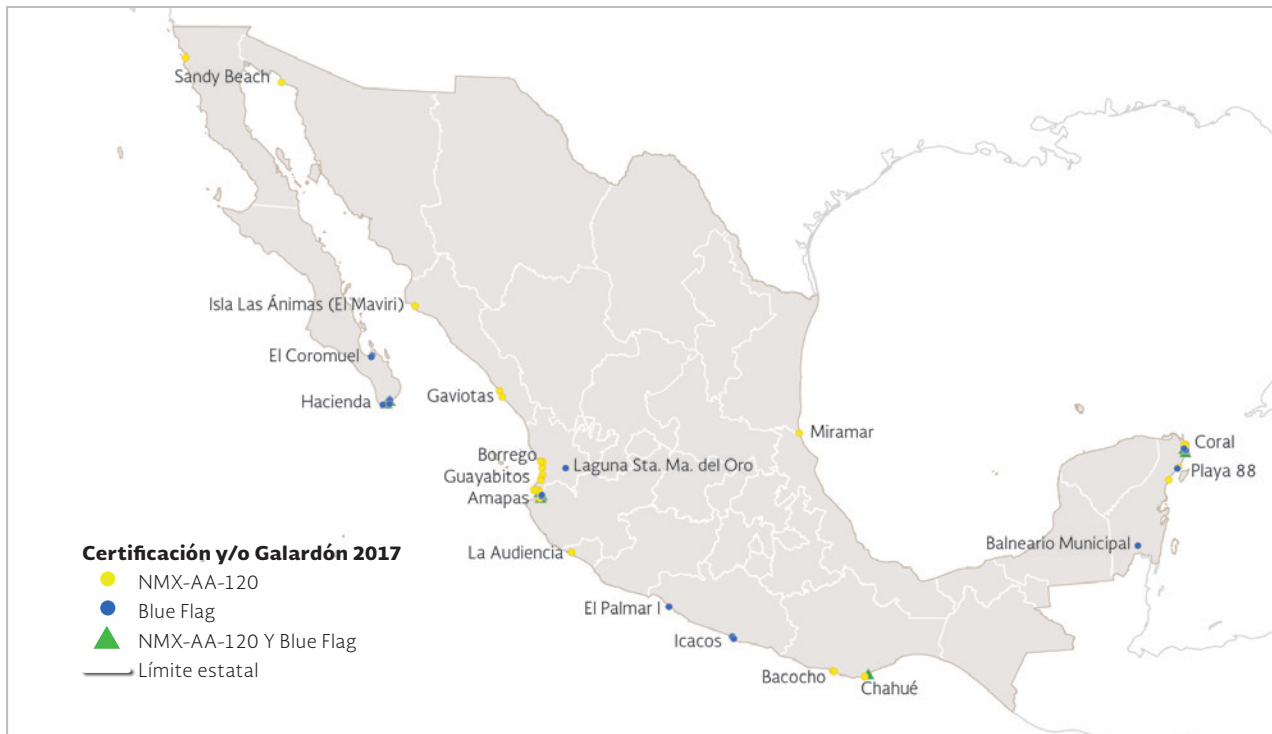 Sandy Beach
Isla Las Ánimas (El Maviri)
El Coromuel
Hacienda
Gaviotas
Miramar
Borrego
Laguna Sta. Ma. del Oro
Guayabitos
Amapas
Coral
Playa 88
Balneario Municipal
La Audiencia
El Palmar I
Icacos
Bacocho
Chahué
Certificación y/o Galardón 2017
NMX-AA-120
Blue Flag
NMX-AA-120 Y Blue Flag
Límite estatal